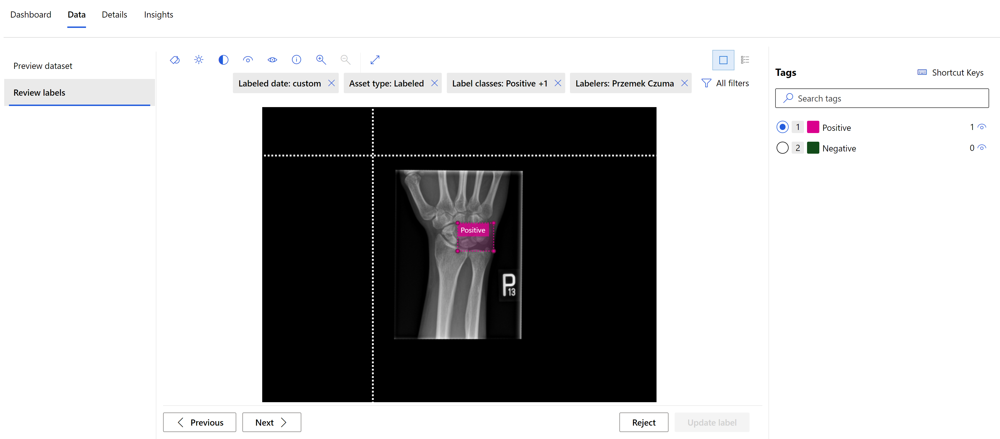 Dashboard Data Details Insights
Preview dataset
Review labels
Labeled date: custom Asset type: Labeled Label classes: Positive +1 Labelers: Przemek Czuma All filters
Positive
P
13
Previous Next Reject Update label
Tags Shortcut Keys
Search tags
1 Positive 1
2 Negative 0